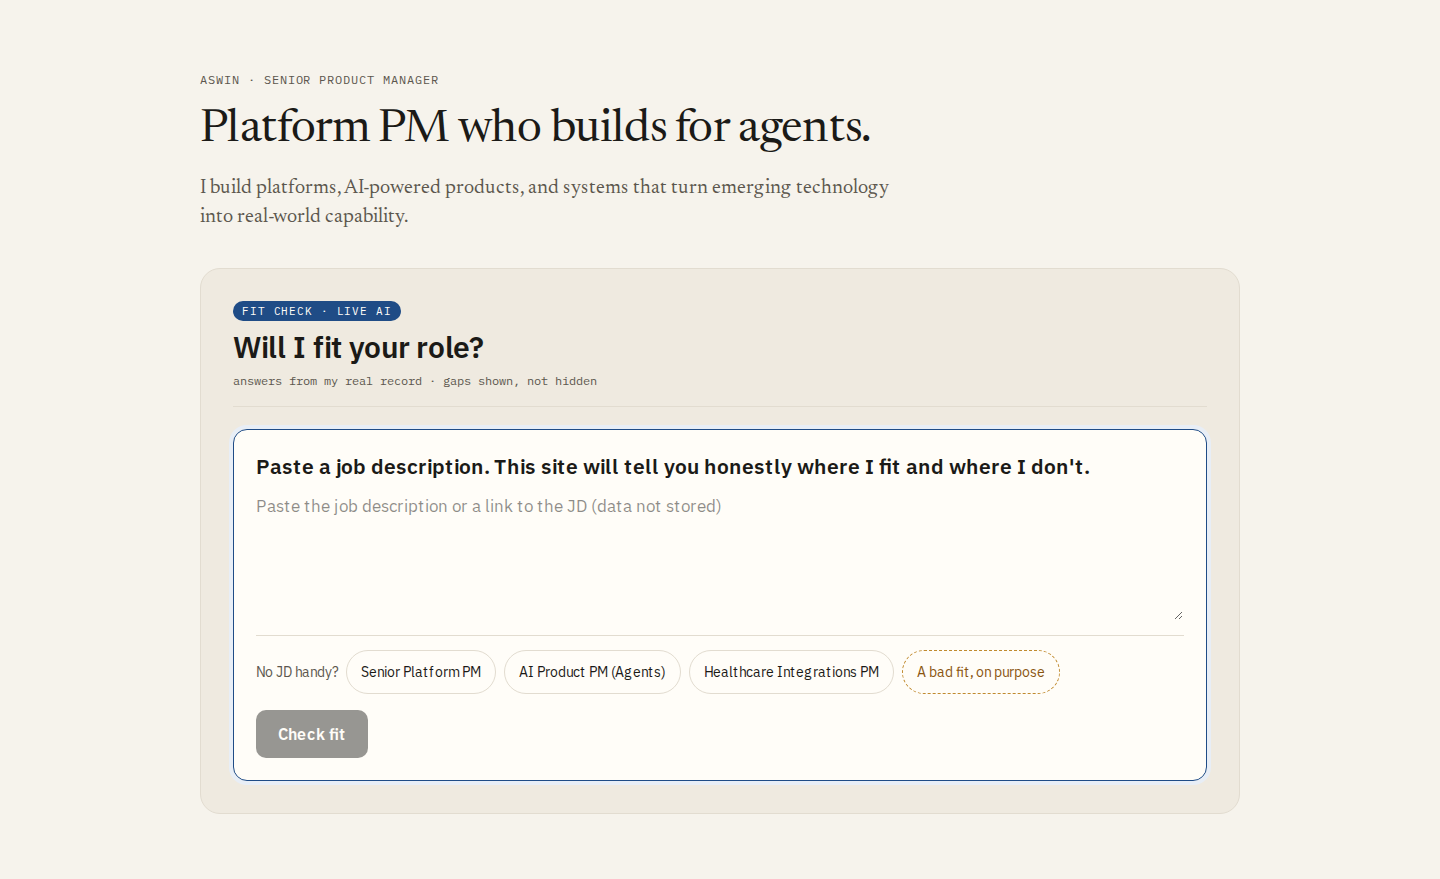 ASWIN · SENIOR PRODUCT MANAGER
Platform PM who builds for agents.
I build platforms, AI-powered products, and systems that turn emerging technology
into real-world capability.
FIT CHECK · LIVE AI
Will I fit your role?
answers from my real record · gaps shown, not hidden
Paste a job description. This site will tell you honestly where I fit and where I don't.
Paste the job description or a link to the JD (data not stored)
No JD handy? Senior Platform PM AI Product PM (Agents) Healthcare Integrations PM A bad fit, on purpose
Check fit